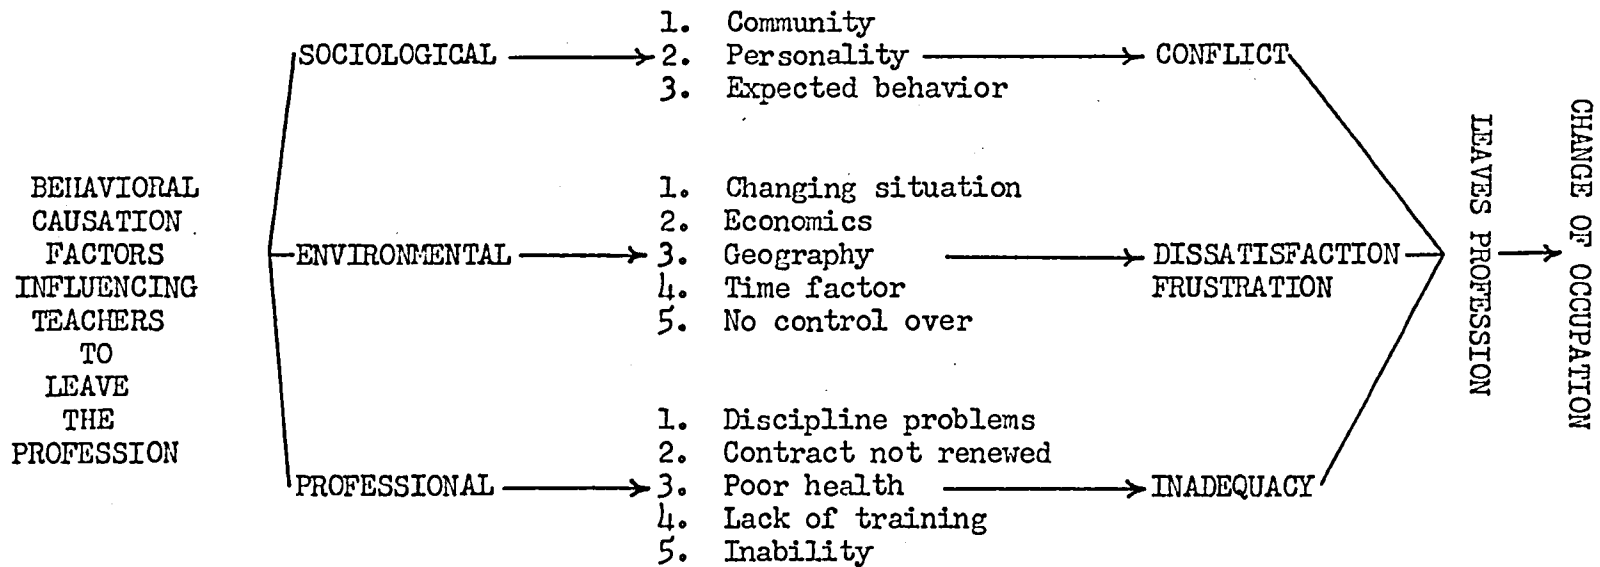 BEHAVIORAL
CAUSATION
FACTORS
INFLUENCING
TEACHERS
TO
LEAVE
THE
PROFESSION
SOCIOLOGICAL
1. Community
2. Personality
3. Expected behavior
CONFLICT
ENVIRONMENTAL
1. Changing situation
2. Economics
3. Geography
4. Time factor
5. No control over
DISSATISFACTION
FRUSTRATION
PROFESSIONAL
1. Discipline problems
2. Contract not renewed
3. Poor health
4. Lack of training
5. Inability
INADEQUACY
LEAVES PROFESSION
CHANGE OF OCCUPATION